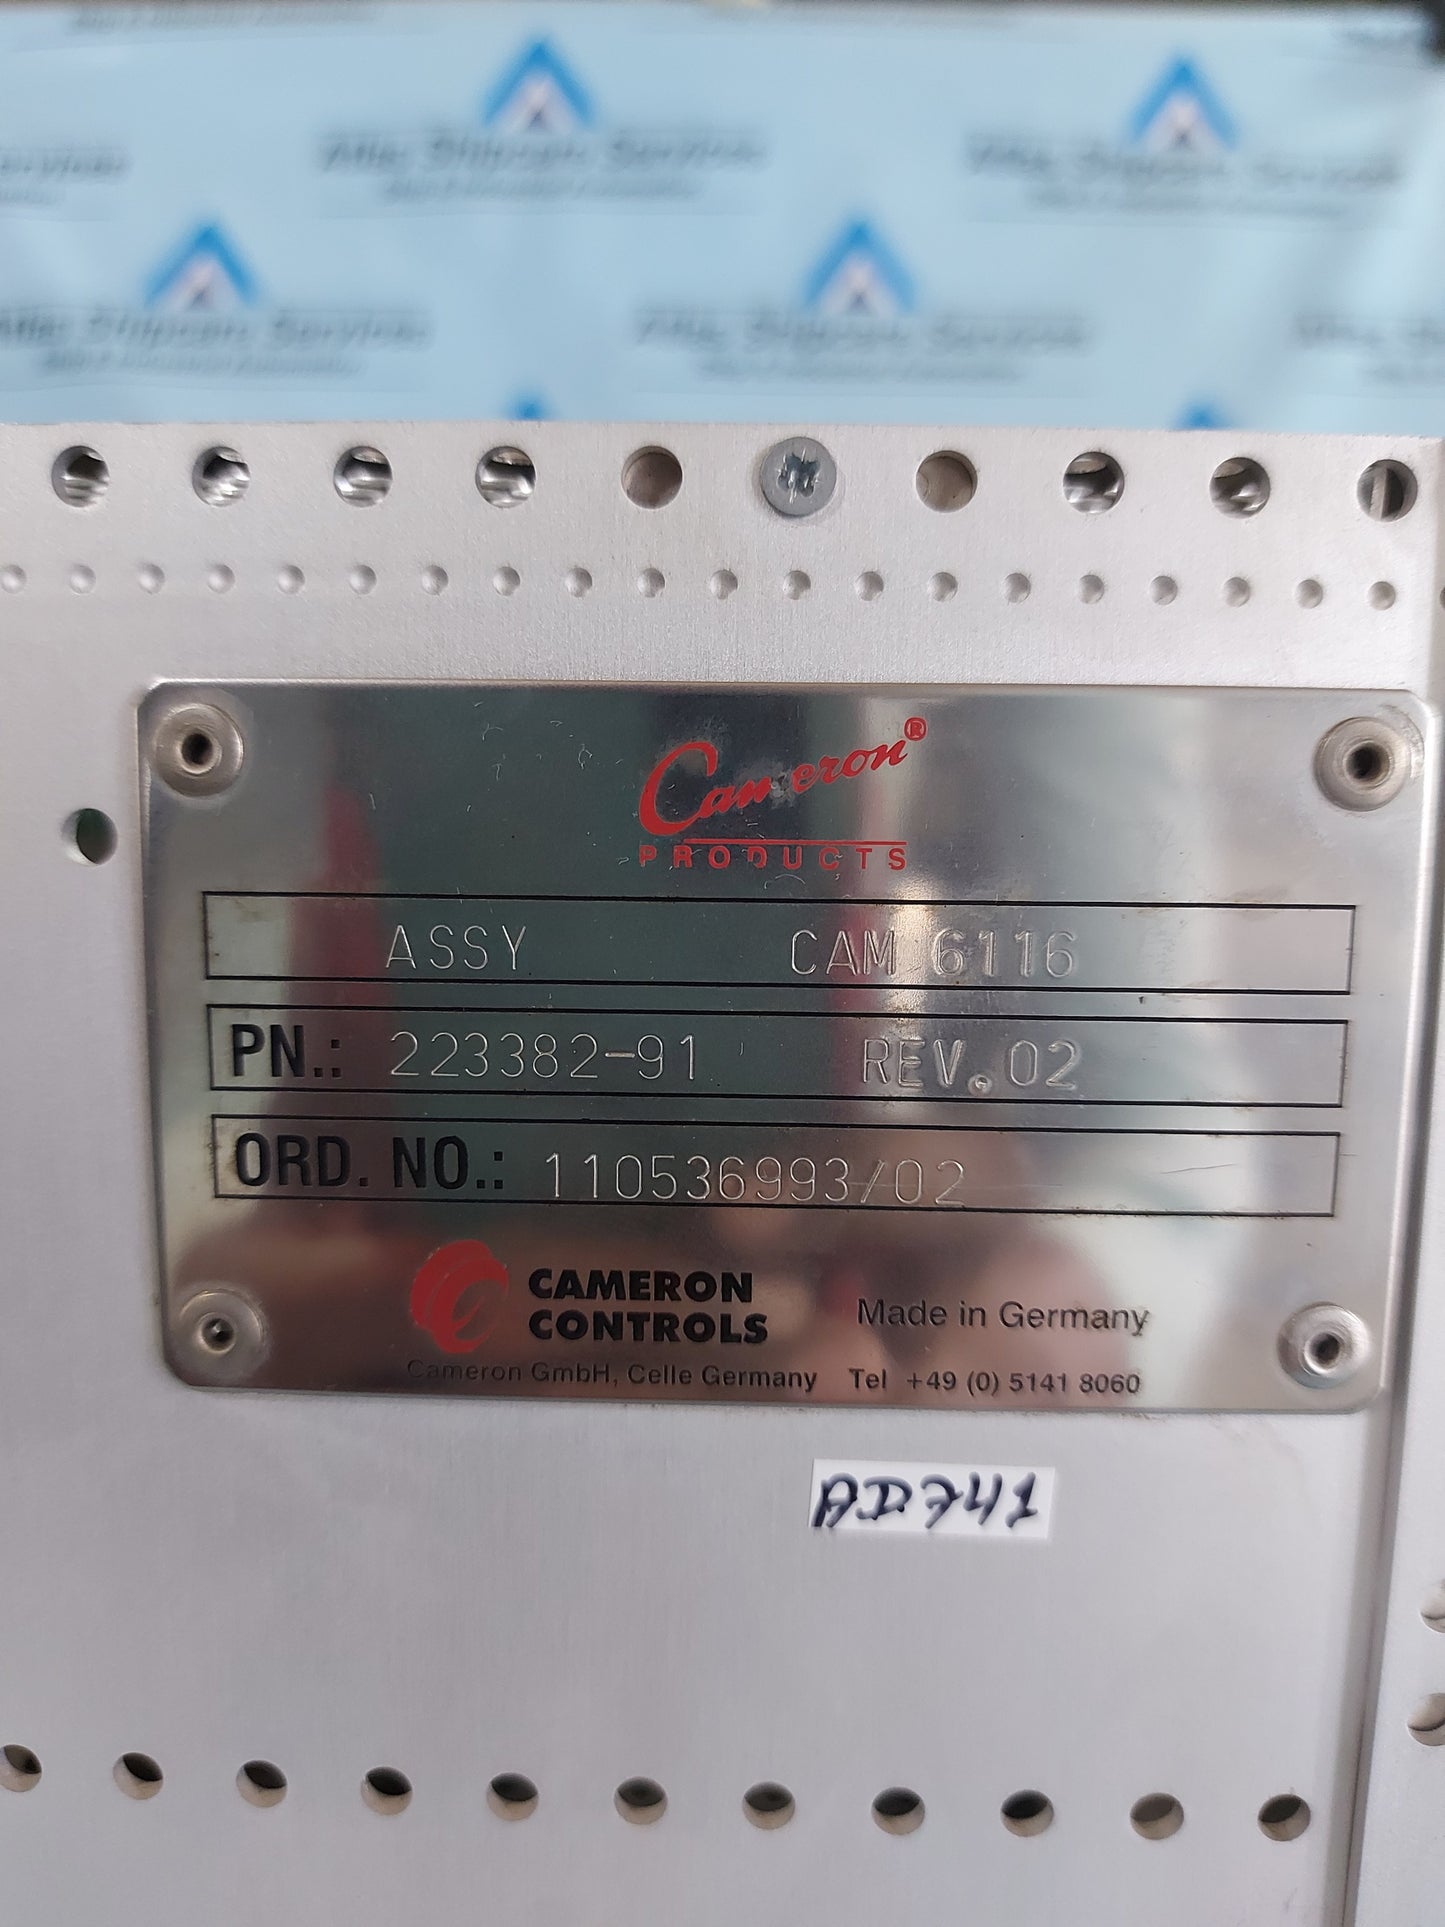 Cameron®
PRODUCTS
ASSY CAM 6116
PN.: 223382-91 REV.02
ORD. NO.: 110536993/02
CAMERON
CONTROLS
Made in Germany
Cameron GmbH, Celle Germany Tel +49 (0) 5141 8060
AD741